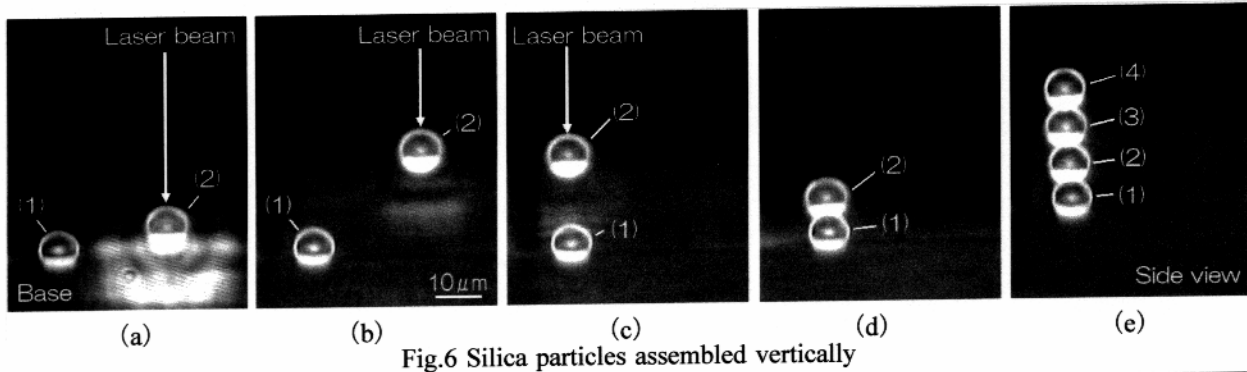 Laser beam
(1)
(2)
Base
Laser beam
(2)
(1)
10μm
Laser beam
(2)
(1)
(2)
(1)
(4)
(3)
(2)
(1)
Side view
(a) (b) (c) (d) (e)
Fig.6 Silica particles assembled vertically